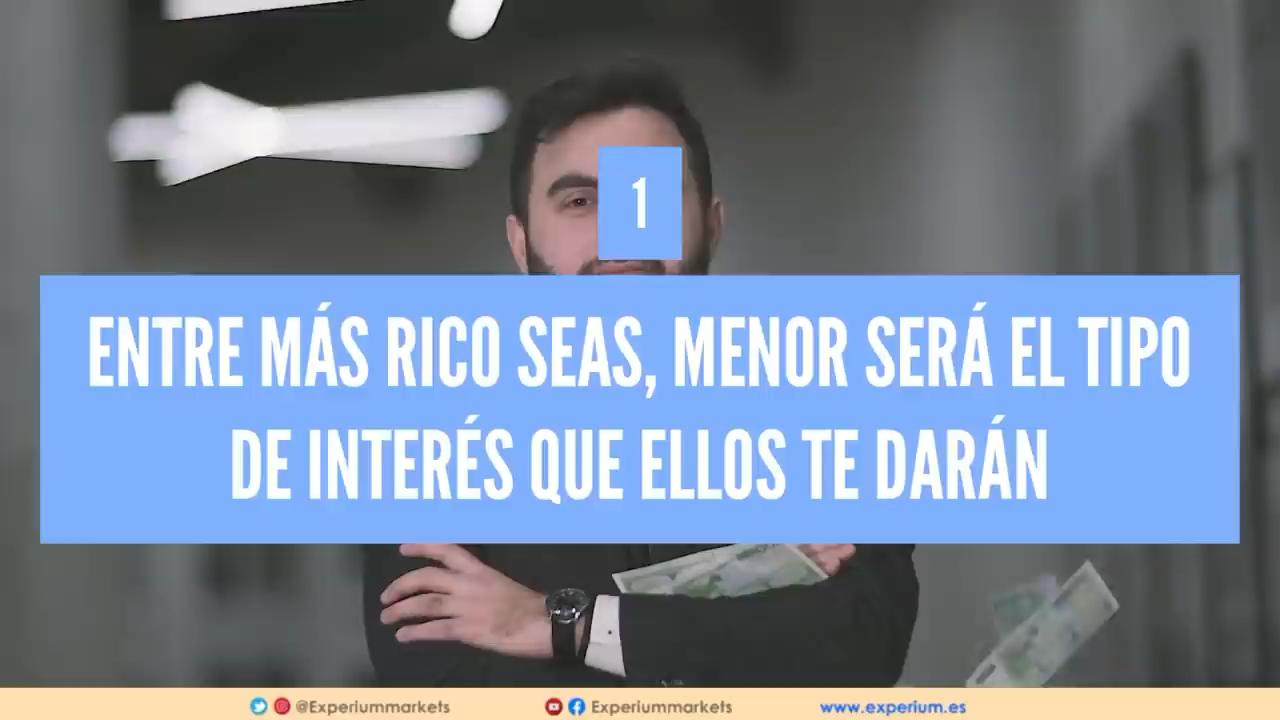 1
ENTRE MÁS RICO SEAS, MENOR SERÁ EL TIPO
DE INTERÉS QUE ELLOS TE DARÁN
@Experiummarkets Experiummarkets www.experium.es